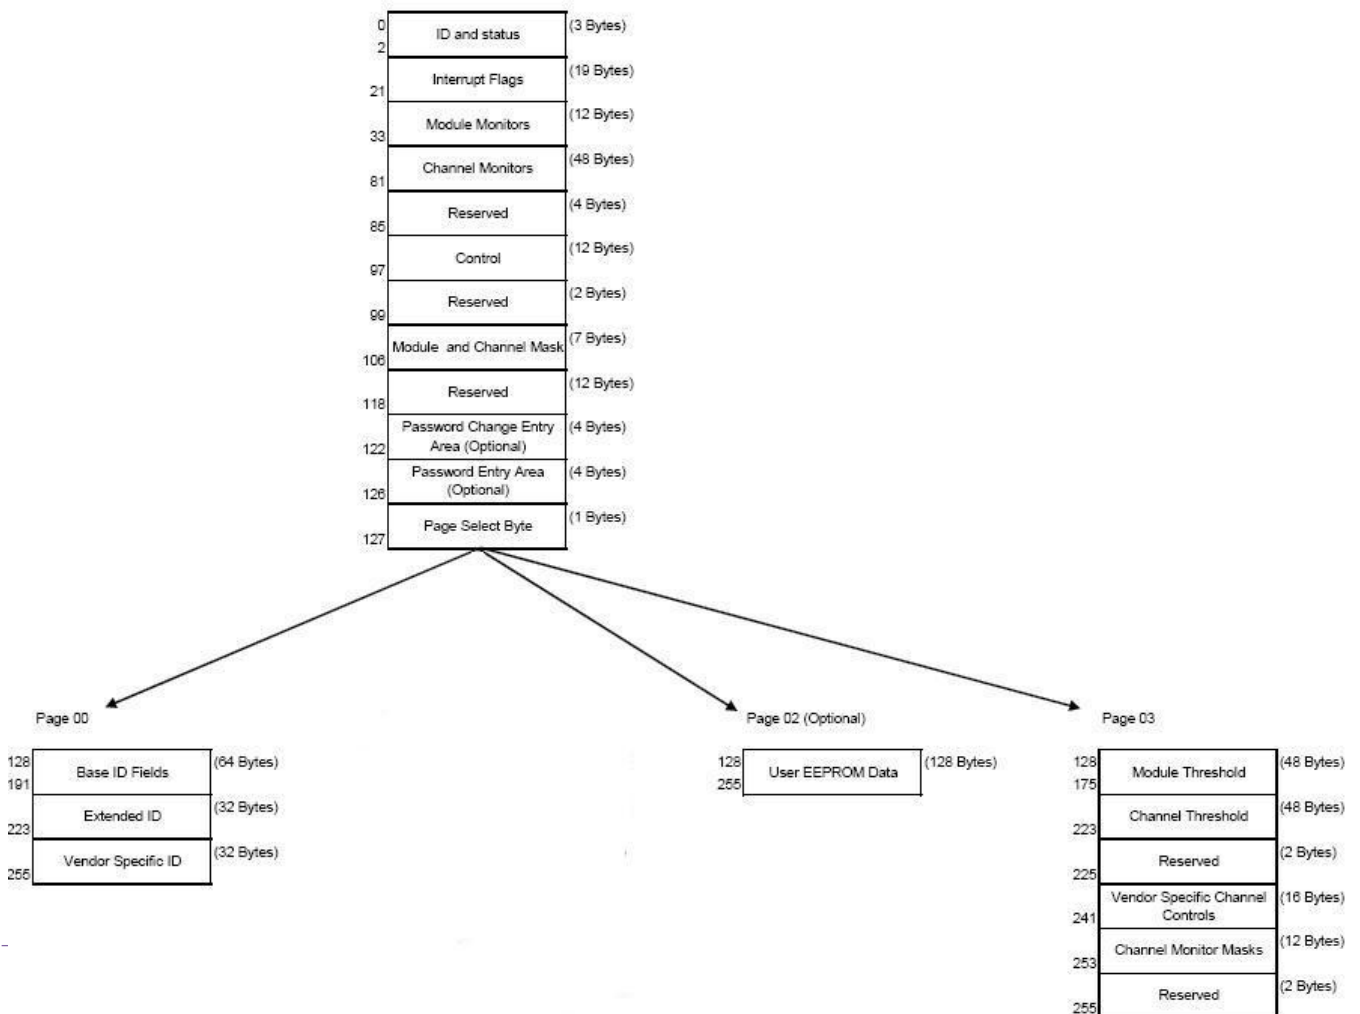 0
ID and status
(3 Bytes)
2
Interrupt Flags
(19 Bytes)
21
Module Monitors
(12 Bytes)
33
Channel Monitors
(48 Bytes)
81
Reserved
(4 Bytes)
85
Control
(12 Bytes)
97
Reserved
(2 Bytes)
99
Module and Channel Mask
(7 Bytes)
106
Reserved
(12 Bytes)
118
Password Change Entry
Area (Optional)
(4 Bytes)
122
Password Entry Area
(Optional)
(4 Bytes)
126
Page Select Byte
(1 Bytes)
127
Page 00
128
Base ID Fields
(64 Bytes)
191
Extended ID
(32 Bytes)
223
Vendor Specific ID
(32 Bytes)
255
Page 02 (Optional)
128
User EEPROM Data
(128 Bytes)
255
Page 03
128
Module Threshold
(48 Bytes)
175
Channel Threshold
(48 Bytes)
223
Reserved
(2 Bytes)
225
Vendor Specific Channel
Controls
(16 Bytes)
241
Channel Monitor Masks
(12 Bytes)
253
Reserved
(2 Bytes)
255